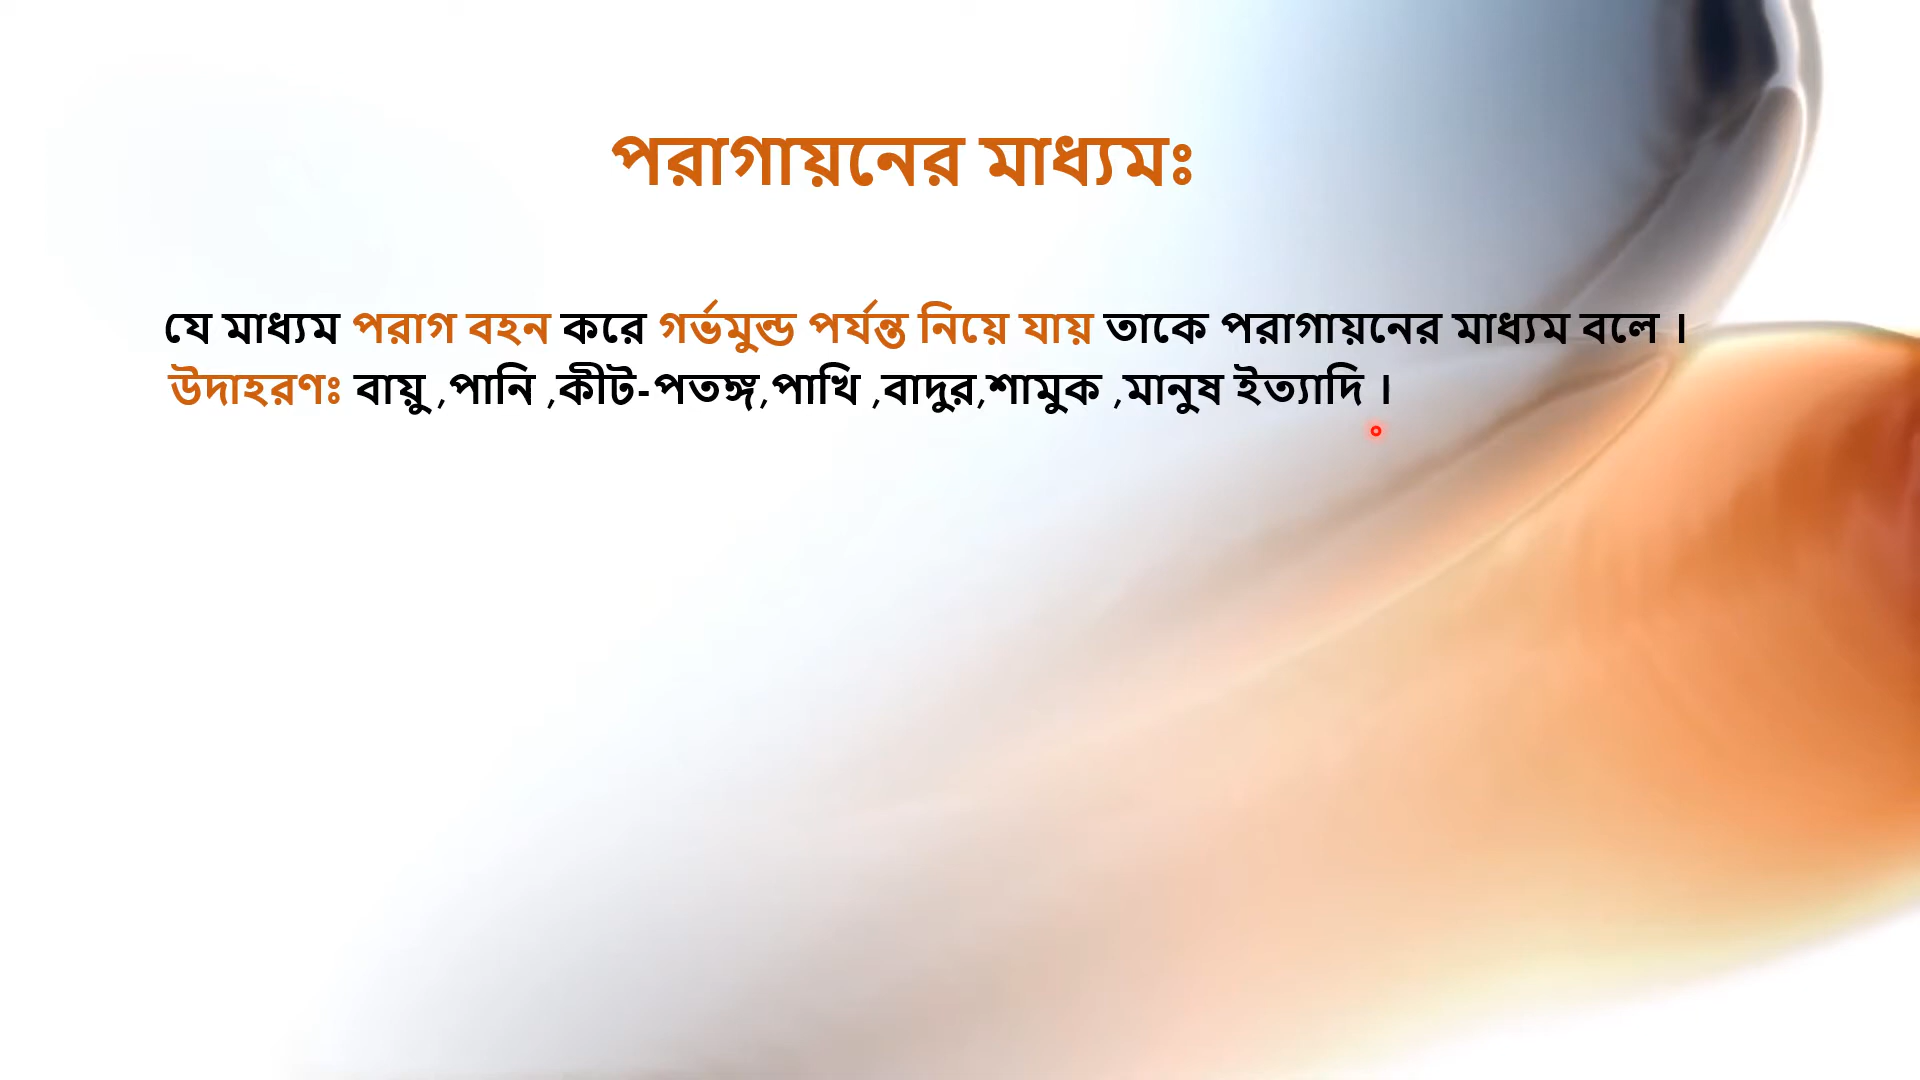 পরাগায়নের মাধ্যমঃ
যে মাধ্যম পরাগ বহন করে গর্ভমুন্ড পর্যন্ত নিয়ে যায় তাকে পরাগায়নের মাধ্যম বলে ।
উদাহরণঃ বায়ু ,পানি ,কীট-পতঙ্গ,পাখি ,বাদুর,শামুক ,মানুষ ইত্যাদি ।